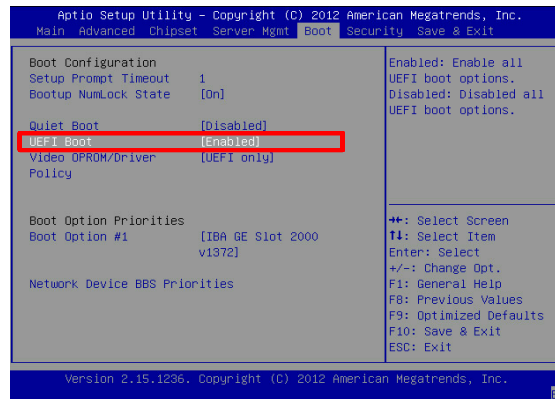 Aptio Setup Utility – Copyright (C) 2012 American Megatrends, Inc.
Main Advanced Chipset Server Mgmt Boot Security Save & Exit
Boot Configuration
Setup Prompt Timeout 1
Bootup NumLock State [On]
Quiet Boot [Disabled]
UEFI Boot [Enabled]
Video OPROM/Driver [UEFI only]
Policy
Boot Option Priorities
Boot Option #1 [IBA GE Slot 2000
v1372]
Network Device BBS Priorities
Enabled: Enable all
UEFI boot options.
Disabled: Disabled all
UEFI boot options.
→←: Select Screen
↑↓: Select Item
Enter: Select
+/-: Change Opt.
F1: General Help
F8: Previous Values
F9: Optimized Defaults
F10: Save & Exit
ESC: Exit
Version 2.15.1236. Copyright (C) 2012 American Megatrends, Inc.